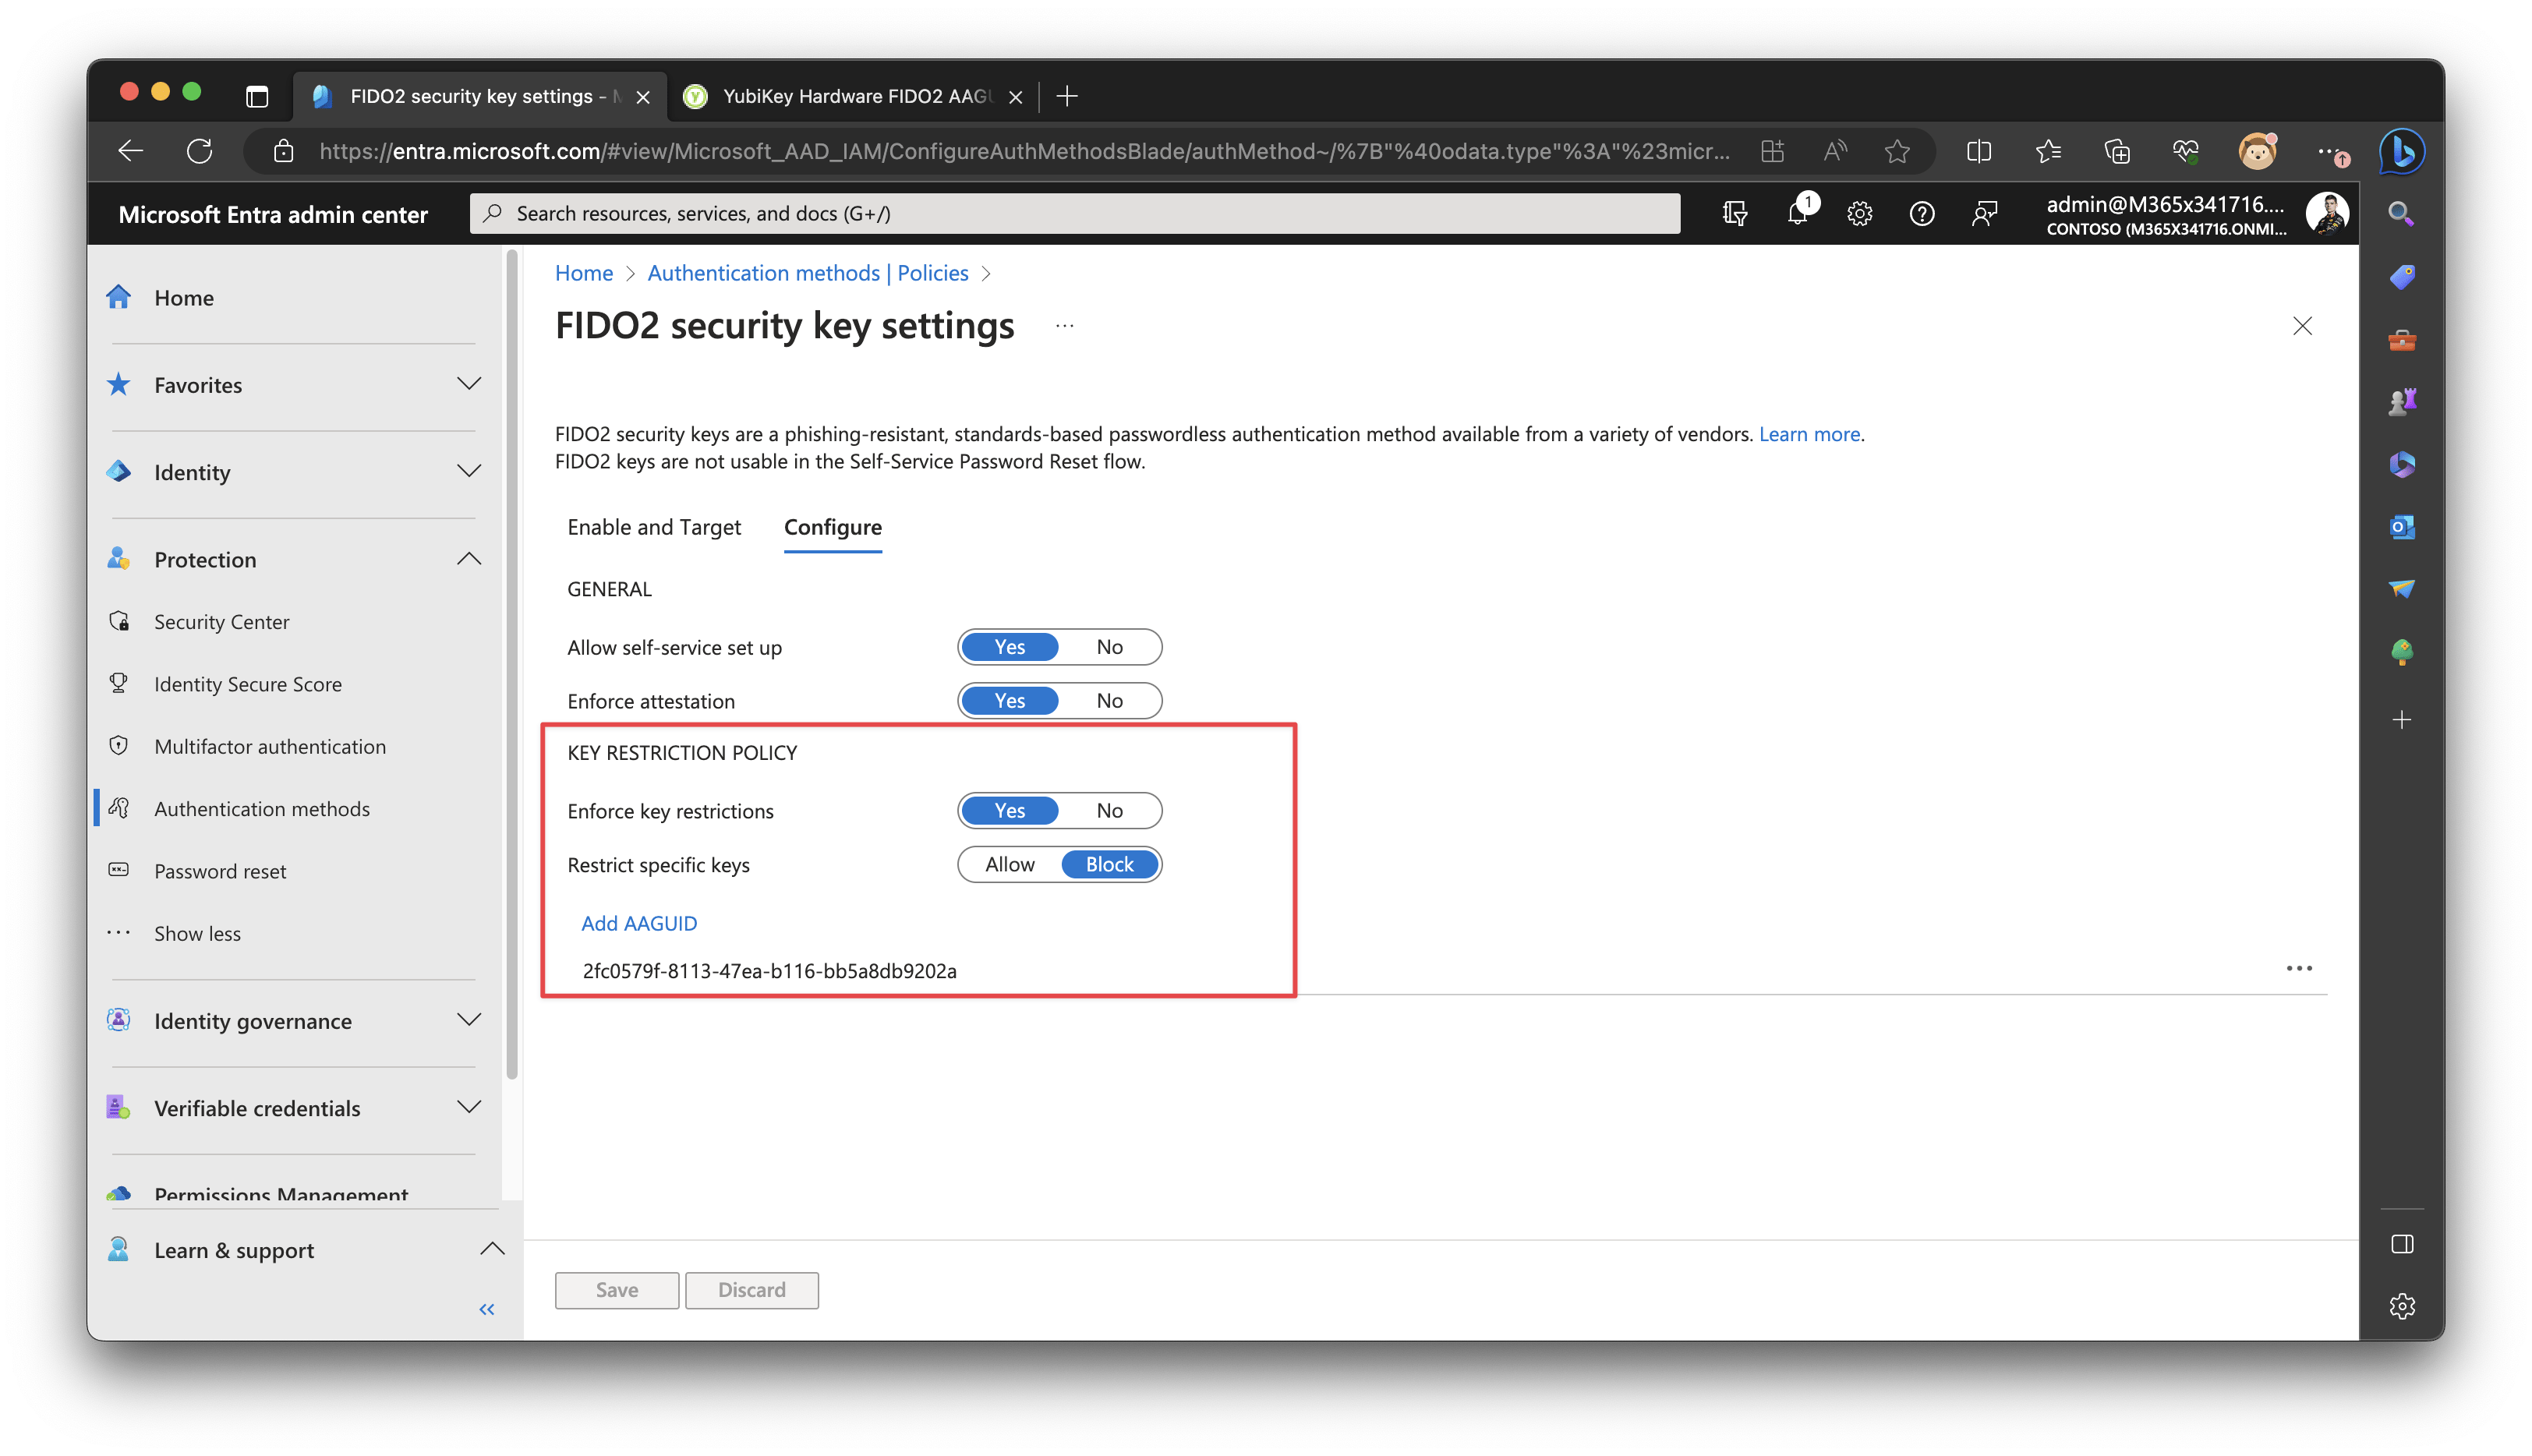 FIDO2 security key settings - M
YubiKey Hardware FIDO2 AAGU
https://entra.microsoft.com/#view/Microsoft_AAD_IAM/ConfigureAuthMethodsBlade/authMethod~/%7B"%40odata.type"%3A"%23micr...
Microsoft Entra admin center
Search resources, services, and docs (G+/)
1
admin@M365x341716....
CONTOSO (M365X341716.ONMI...
Home
Favorites
Identity
Protection
Security Center
Identity Secure Score
Multifactor authentication
Authentication methods
Password reset
Show less
Identity governance
Verifiable credentials
Permissions Management
Learn & support
Home > Authentication methods | Policies >
FIDO2 security key settings ...
FIDO2 security keys are a phishing-resistant, standards-based passwordless authentication method available from a variety of vendors. Learn more.
FIDO2 keys are not usable in the Self-Service Password Reset flow.
Enable and Target Configure
GENERAL
Allow self-service set up Yes No
Enforce attestation Yes No
KEY RESTRICTION POLICY
Enforce key restrictions Yes No
Restrict specific keys Allow Block
Add AAGUID
2fc0579f-8113-47ea-b116-bb5a8db9202a
Save Discard